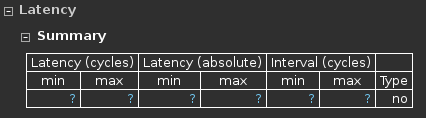 Latency
Summary
Latency (cycles) Latency (absolute) Interval (cycles)
min max min max min max Type
? ? ? ? ? ? no